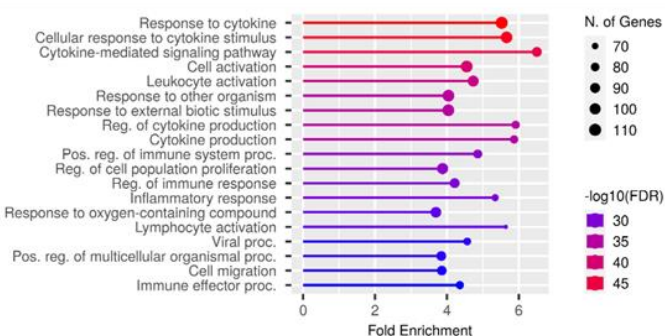 Response to cytokine
Cellular response to cytokine stimulus
Cytokine-mediated signaling pathway
Cell activation
Leukocyte activation
Response to other organism
Response to external biotic stimulus
Reg. of cytokine production
Cytokine production
Pos. reg. of immune system proc.
Reg. of cell population proliferation
Reg. of immune response
Inflammatory response
Response to oxygen-containing compound
Lymphocyte activation
Viral proc.
Pos. reg. of multicellular organismal proc.
Cell migration
Immune effector proc.
0 2 4 6
Fold Enrichment
N. of Genes
70
80
90
100
110
-log10(FDR)
30
35
40
45